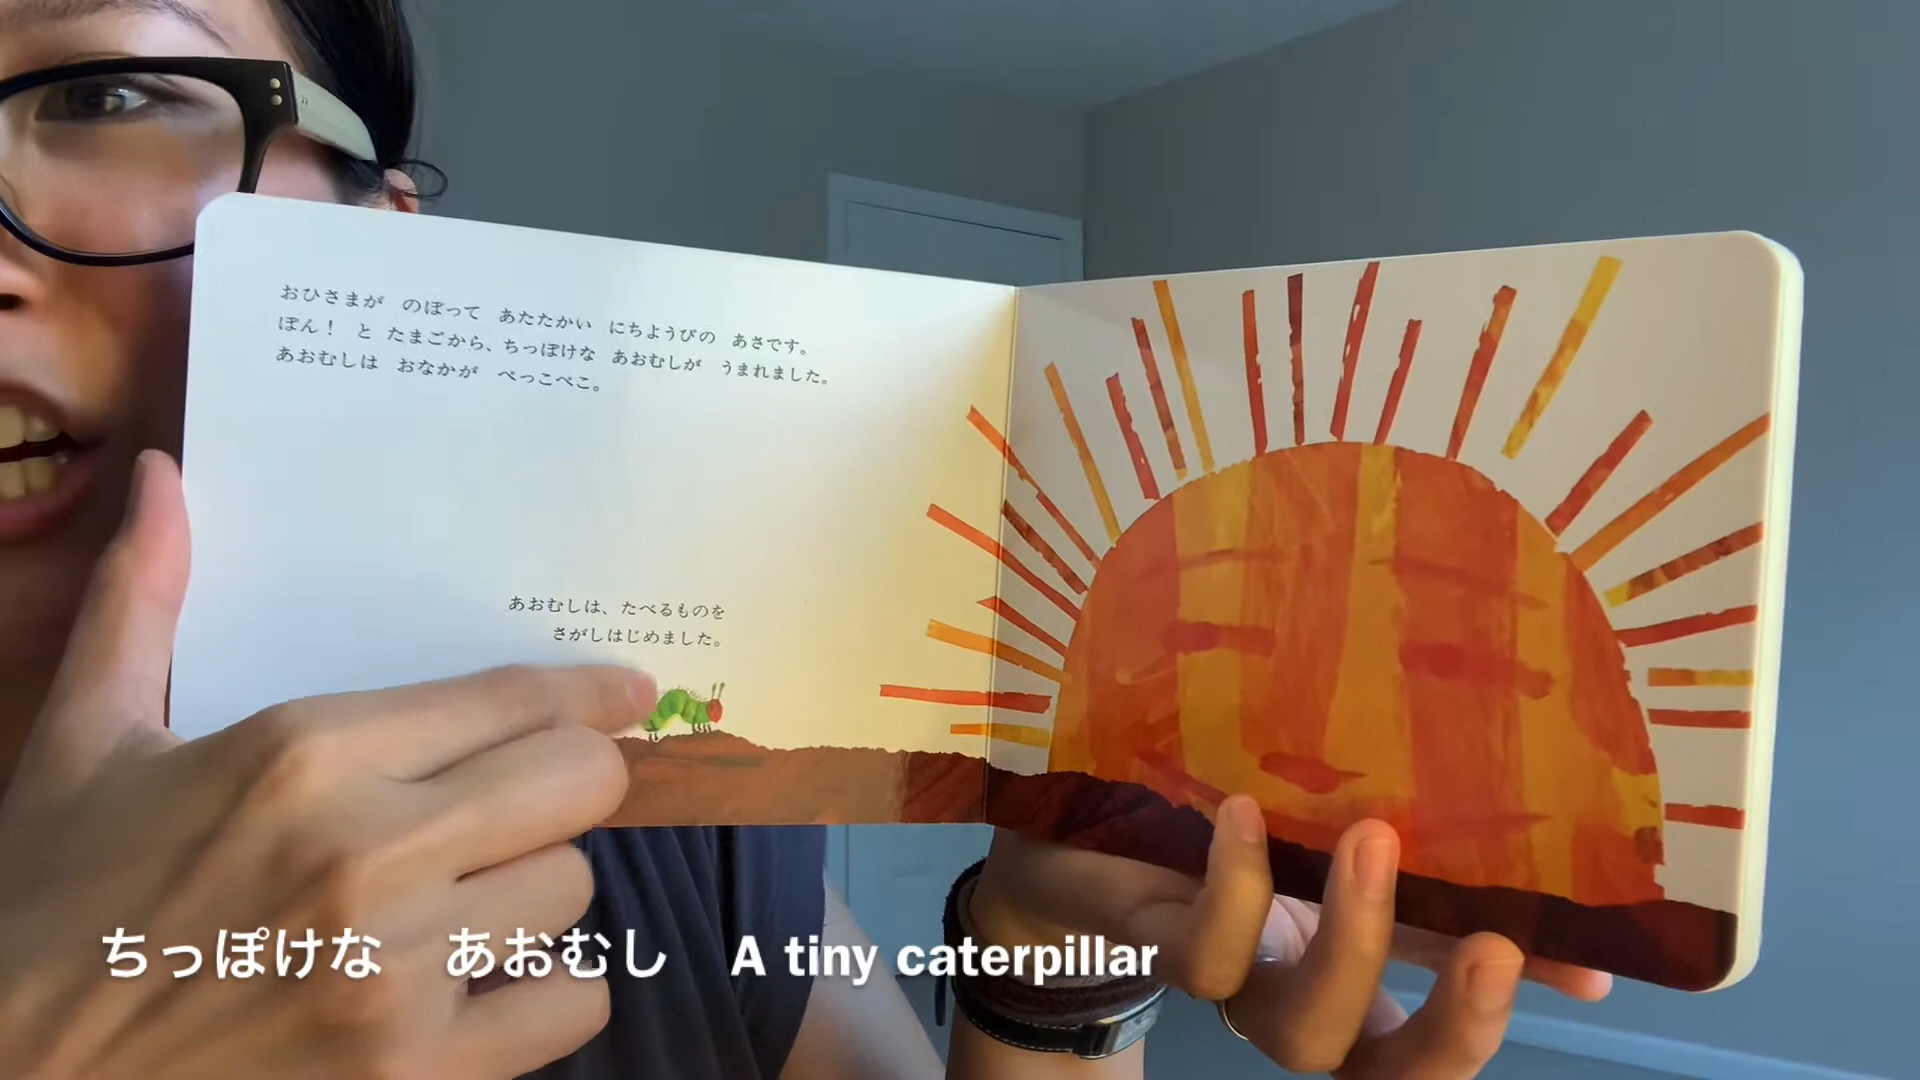 おひさまが　のぼって　あたたかい　にちようびの　あさです。
ぽん！　と　たまごから、ちっぽけな　あおむしが　うまれました。
あおむしは　おなかが　ぺっこぺこ。
あおむしは、たべるものを
さがしはじめました。
ちっぽけな　あおむし　A tiny caterpillar